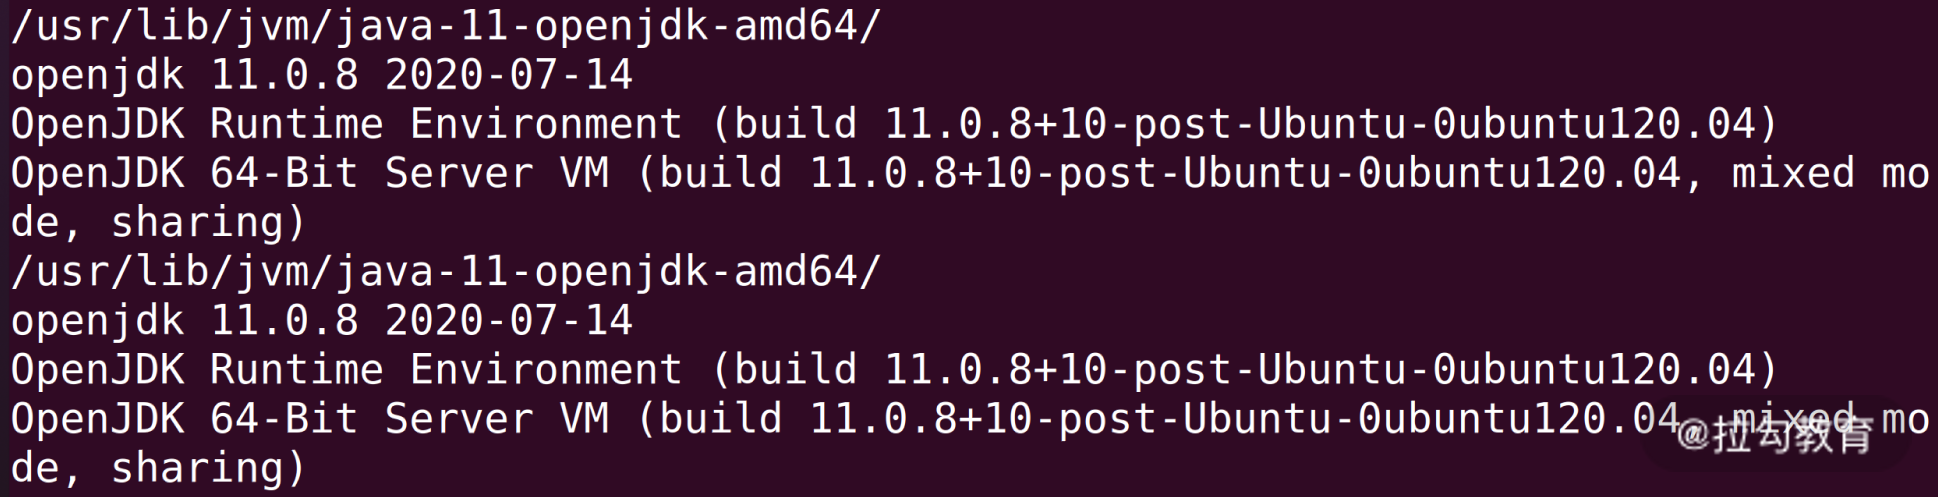 /usr/lib/jvm/java-11-openjdk-amd64/
openjdk 11.0.8 2020-07-14
OpenJDK Runtime Environment (build 11.0.8+10-post-Ubuntu-0ubuntu120.04)
OpenJDK 64-Bit Server VM (build 11.0.8+10-post-Ubuntu-0ubuntu120.04, mixed mo
de, sharing)
/usr/lib/jvm/java-11-openjdk-amd64/
openjdk 11.0.8 2020-07-14
OpenJDK Runtime Environment (build 11.0.8+10-post-Ubuntu-0ubuntu120.04)
OpenJDK 64-Bit Server VM (build 11.0.8+10-post-Ubuntu-0ubuntu120.04, mixed mo
de, sharing)
@拉勾教育